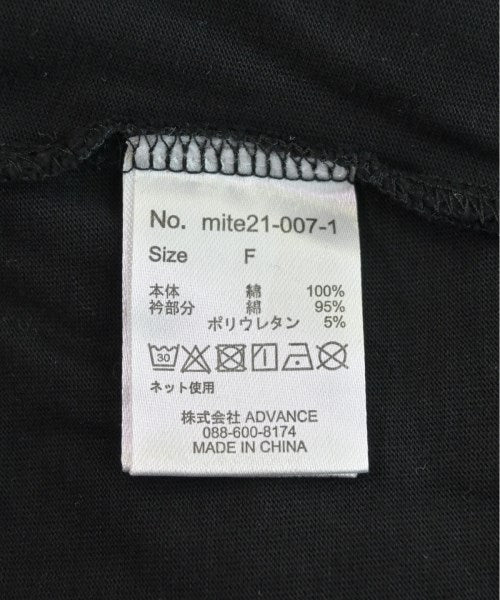 No. mite21-007-1
Size F
本体 綿 100%
衿部分 綿 95%
ポリウレタン 5%
30
ネット使用
株式会社 ADVANCE
088-600-8174
MADE IN CHINA